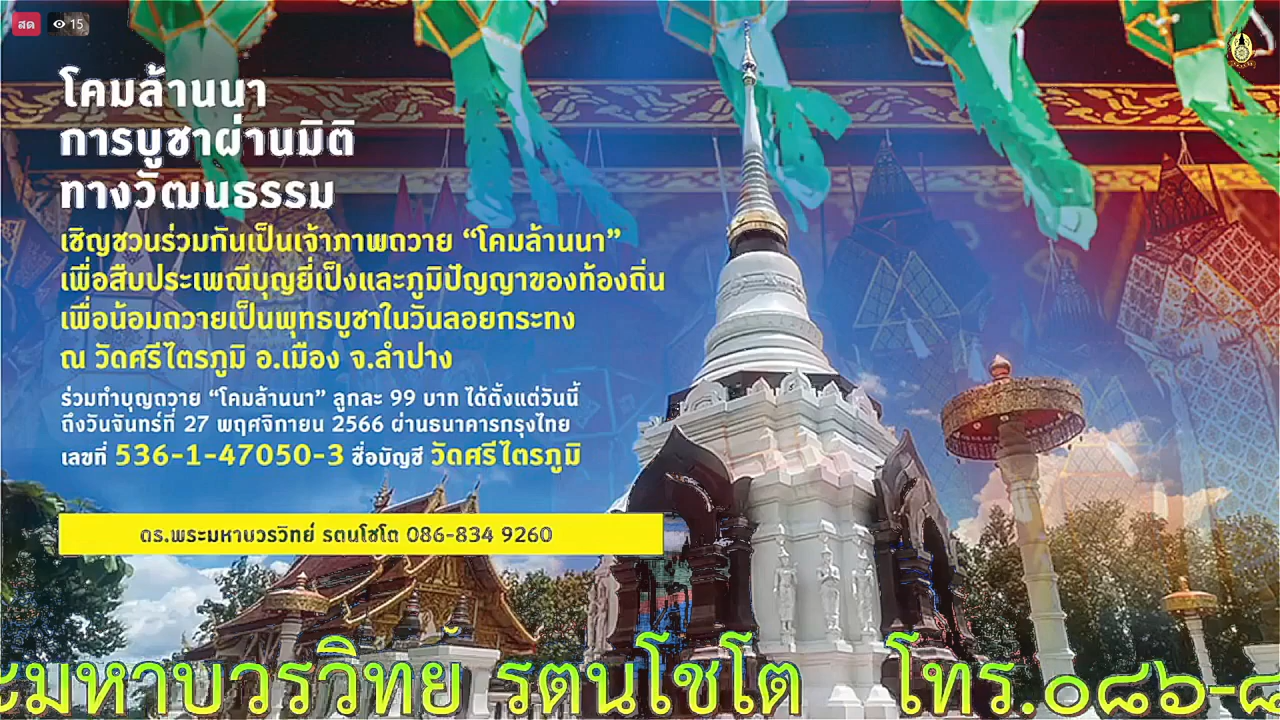 สด 15
โคมล้านนา
การบูชาผ่านมิติ
ทางวัฒนธรรม
เชิญชวนร่วมกันเป็นเจ้าภาพถวาย “โคมล้านนา”
เพื่อสืบประเพณีบุญยี่เป็งและภูมิปัญญาของท้องถิ่น
เพื่อน้อมถวายเป็นพุทธบูชาในวันลอยกระทง
ณ วัดศรีไตรภูมิ อ.เมือง จ.ลำปาง
ร่วมทำบุญถวาย “โคมล้านนา” ลูกละ 99 บาท ได้ตั้งแต่วันนี้
ถึงวันจันทร์ที่ 27 พฤศจิกายน 2566 ผ่านธนาคารกรุงไทย
เลขที่ 536-1-47050-3 ชื่อบัญชี วัดศรีไตรภูมิ
ดร.พระมหาบวรวิทย์ รตนโชโต 086-834 9260
ะมหาบวรวิทย์ รตนโชโต โทร.๐๘๖-๘